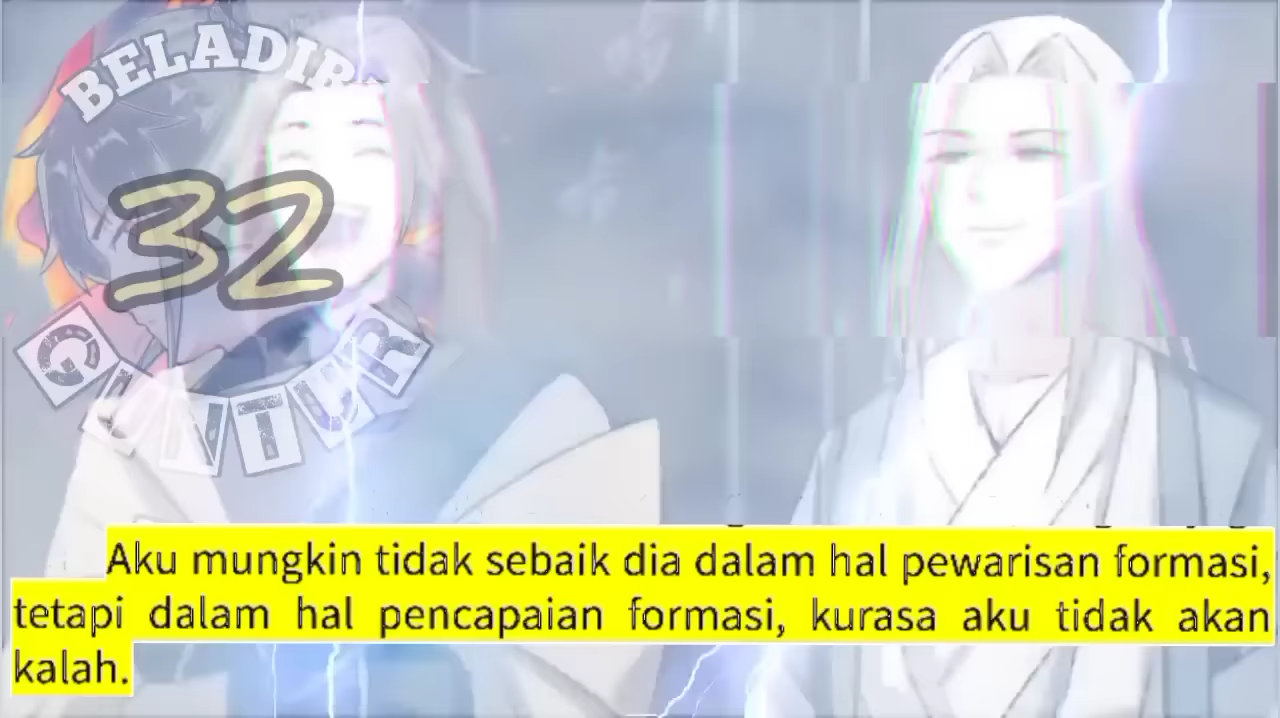 BELADIRI
32
GUNTUR
Aku mungkin tidak sebaik dia dalam hal pewarisan formasi,
tetapi dalam hal pencapaian formasi, kurasa aku tidak akan
kalah.